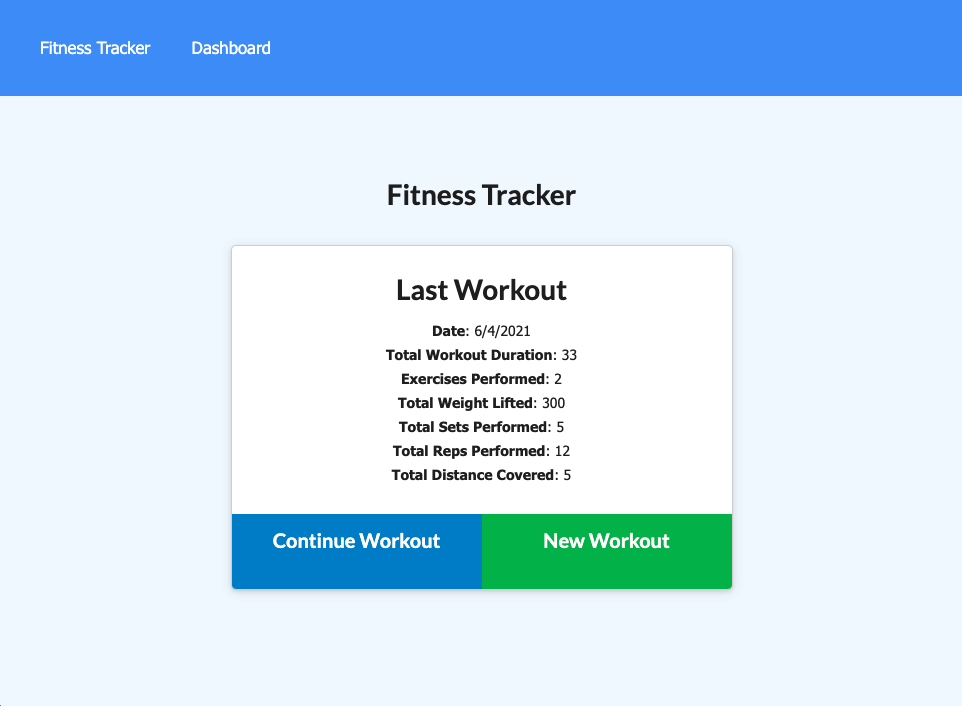 Fitness Tracker Dashboard
Fitness Tracker
Last Workout
Date: 6/4/2021
Total Workout Duration: 33
Exercises Performed: 2
Total Weight Lifted: 300
Total Sets Performed: 5
Total Reps Performed: 12
Total Distance Covered: 5
Continue Workout New Workout